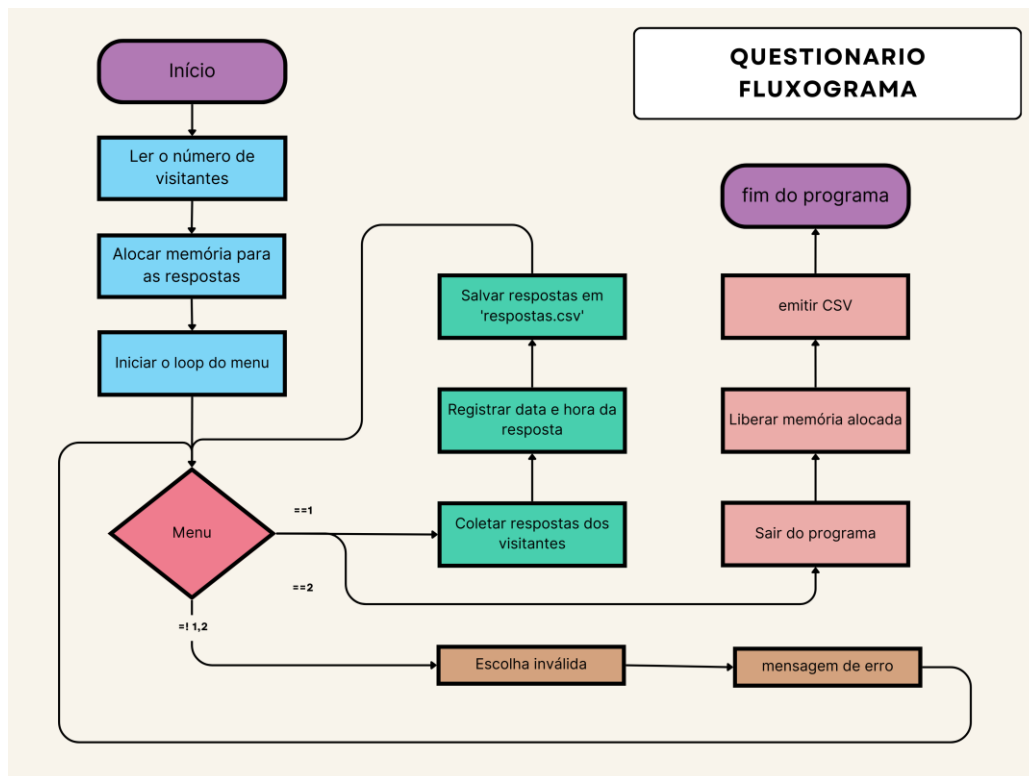 QUESTIONARIO
FLUXOGRAMA
Início
Ler o número de
visitantes
Alocar memória para
as respostas
Iniciar o loop do menu
Menu
==1
==2
=! 1,2
Coletar respostas dos
visitantes
Registrar data e hora da
resposta
Salvar respostas em
'respostas.csv'
Sair do programa
Liberar memória alocada
emitir CSV
fim do programa
Escolha inválida
mensagem de erro